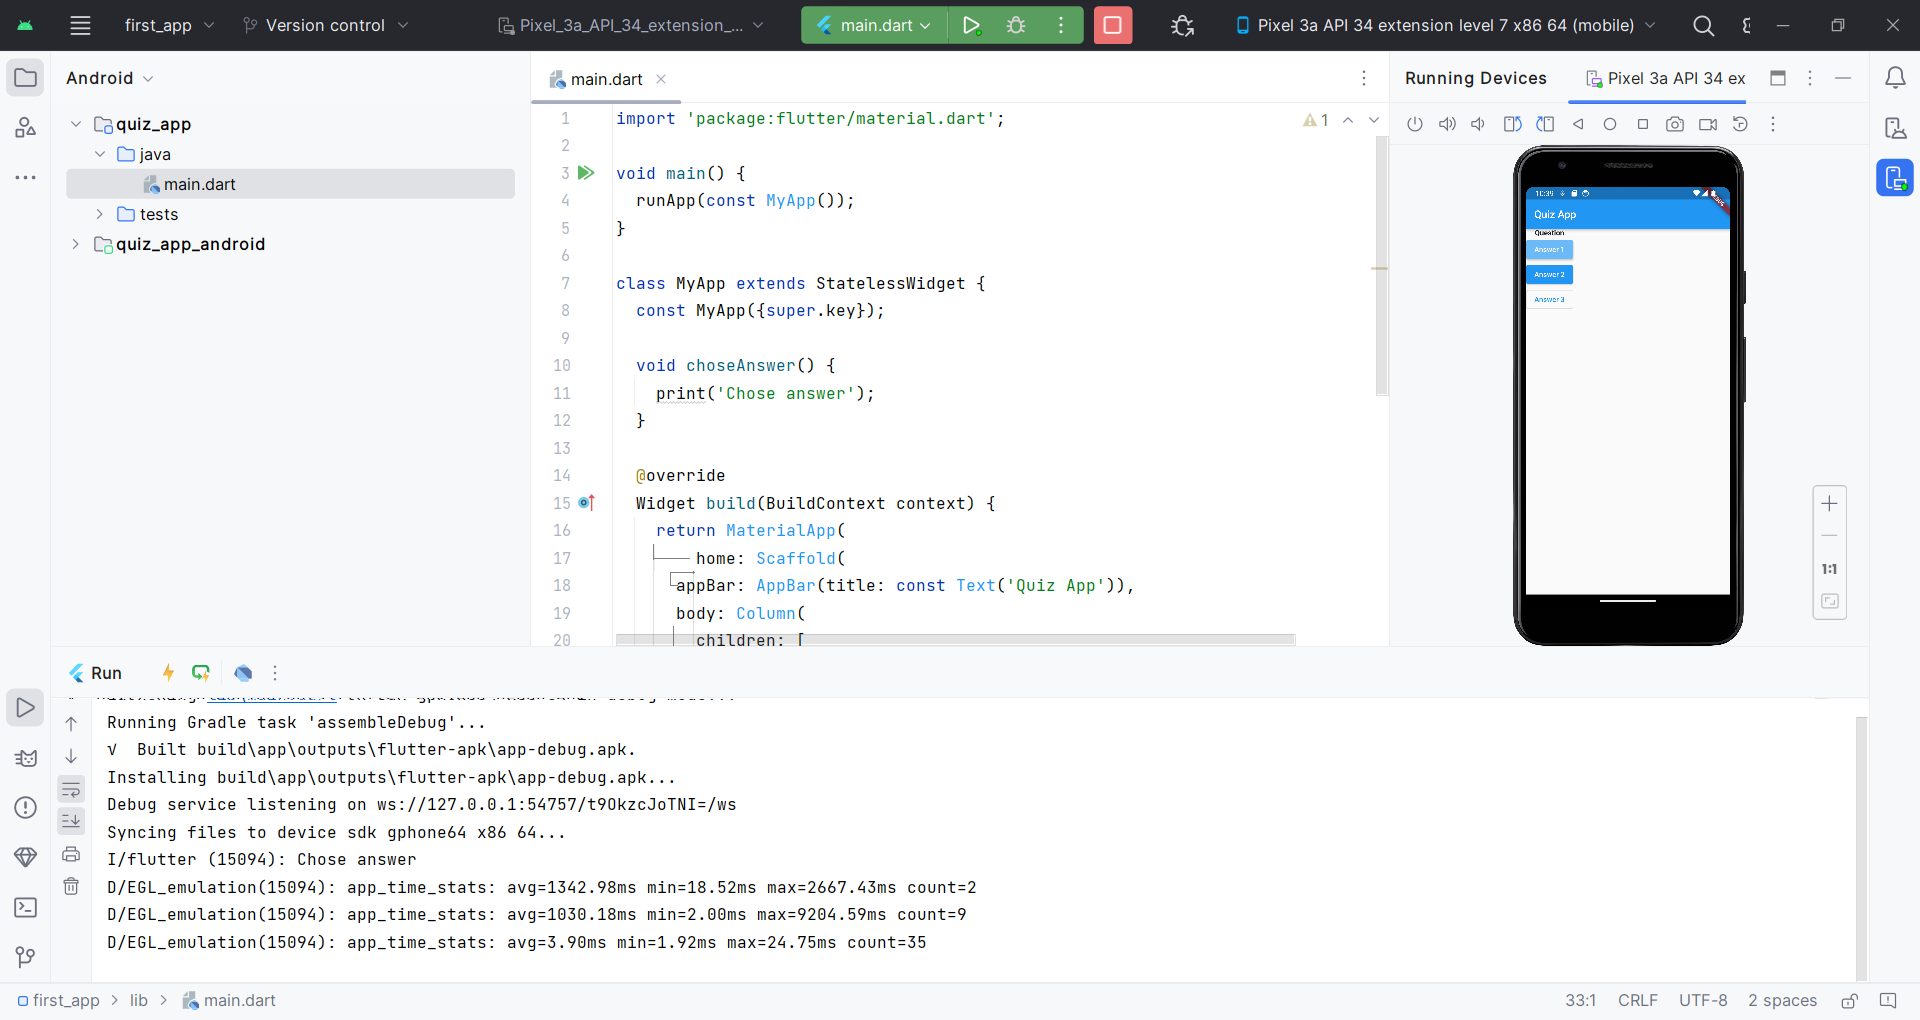 first_app
Version control
Pixel_3a_API_34_extension_...
main.dart
Pixel 3a API 34 extension level 7 x86 64 (mobile)
Android
quiz_app
java
main.dart
tests
quiz_app_android
main.dart
1 import 'package:flutter/material.dart';
2
3 void main() {
4 runApp(const MyApp());
5 }
6
7 class MyApp extends StatelessWidget {
8 const MyApp({super.key});
9
10 void choseAnswer() {
11 print('Chose answer');
12 }
13
14 @override
15 Widget build(BuildContext context) {
16 return MaterialApp(
17 home: Scaffold(
18 appBar: AppBar(title: const Text('Quiz App')),
19 body: Column(
20 children: [
1
Running Devices
Pixel 3a API 34 ex
10:39
Quiz App
Question
Answer 1
Answer 2
Answer 3
1:1
Run
Running Gradle task 'assembleDebug'...
√ Built build\app\outputs\flutter-apk\app-debug.apk.
Installing build\app\outputs\flutter-apk\app-debug.apk...
Debug service listening on ws://127.0.0.1:54757/t9OkzcJoTNI=/ws
Syncing files to device sdk gphone64 x86 64...
I/flutter (15094): Chose answer
D/EGL_emulation(15094): app_time_stats: avg=1342.98ms min=18.52ms max=2667.43ms count=2
D/EGL_emulation(15094): app_time_stats: avg=1030.18ms min=2.00ms max=9204.59ms count=9
D/EGL_emulation(15094): app_time_stats: avg=3.90ms min=1.92ms max=24.75ms count=35
first_app > lib > main.dart
33:1 CRLF UTF-8 2 spaces